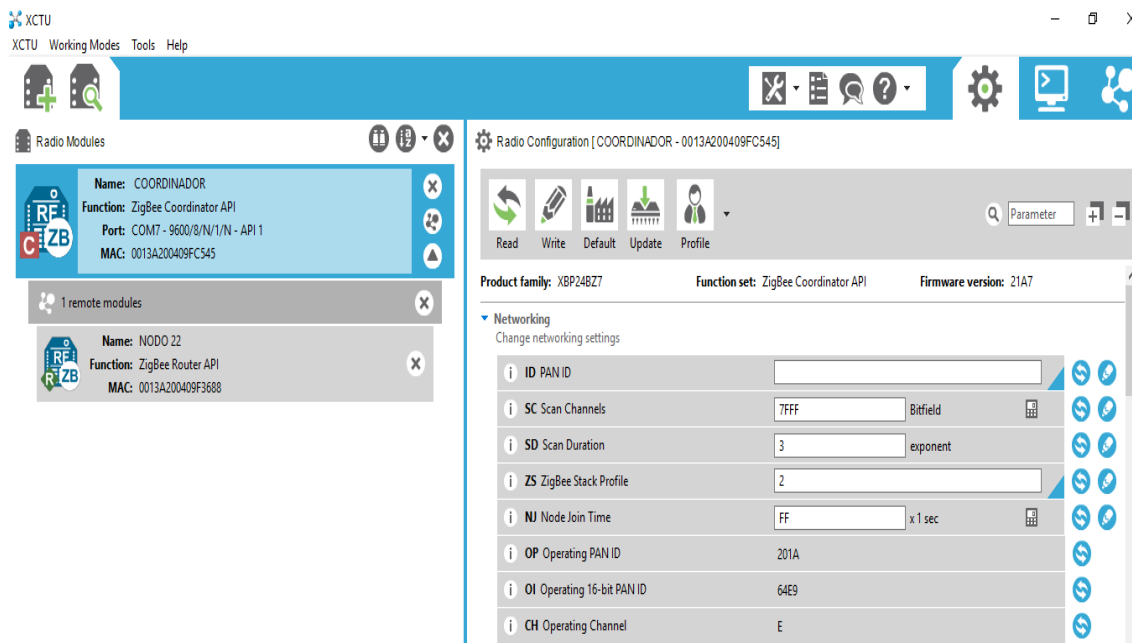 XCTU
XCTU Working Modes Tools Help
Radio Modules
Name: COORDINADOR
Function: ZigBee Coordinator API
Port: COM7 - 9600/8/N/1/N - API 1
MAC: 0013A200409FC545
RF
C ZB
1 remote modules
Name: NODO 22
Function: ZigBee Router API
MAC: 0013A200409F3688
RF
R ZB
Radio Configuration [ COORDINADOR - 0013A200409FC545]
Read Write Default Update Profile
Parameter
Product family: XBP24BZ7 Function set: ZigBee Coordinator API Firmware version: 21A7
Networking
Change networking settings
i ID PAN ID
i SC Scan Channels 7FFF Bitfield
i SD Scan Duration 3 exponent
i ZS ZigBee Stack Profile 2
i NJ Node Join Time FF x 1 sec
i OP Operating PAN ID 201A
i OI Operating 16-bit PAN ID 64E9
i CH Operating Channel E